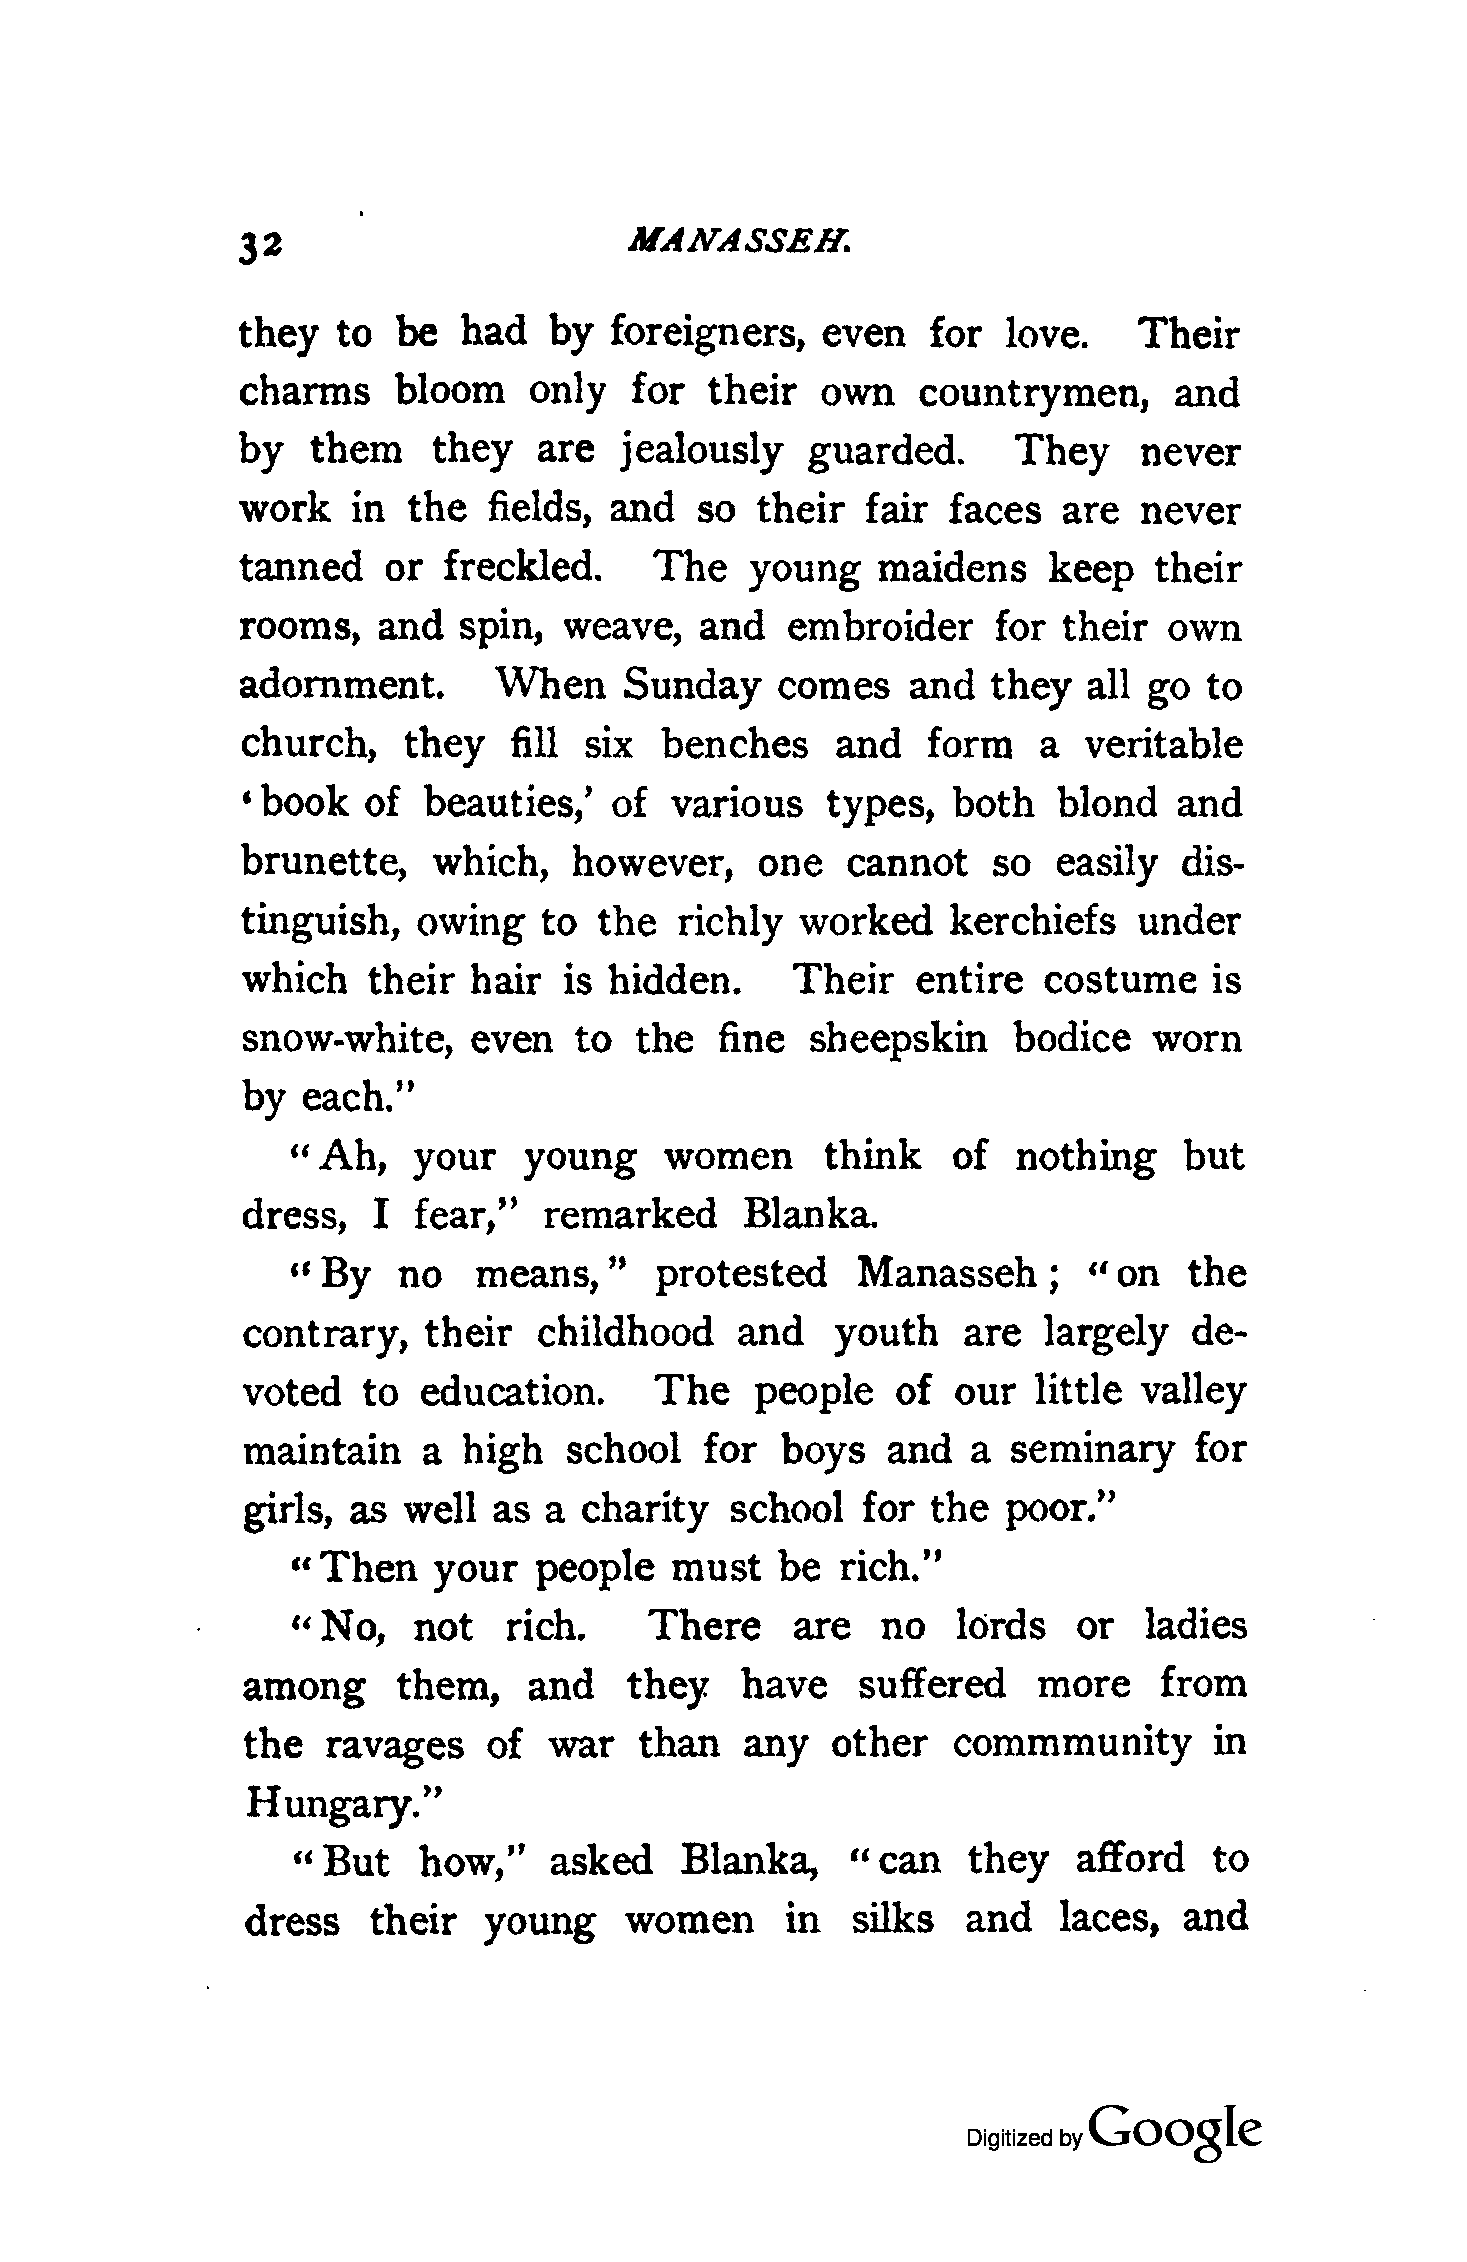 32 MANASSEH.
they to be had by foreigners, even for love. Their
charms bloom only for their own countrymen, and
by them they are jealously guarded. They never
work in the fields, and so their fair faces are never
tanned or freckled. The young maidens keep their
rooms, and spin, weave, and embroider for their own
adornment. When Sunday comes and they all go to
church, they fill six benches and form a veritable
‘book of beauties,’ of various types, both blond and
brunette, which, however, one cannot so easily dis-
tinguish, owing to the richly worked kerchiefs under
which their hair is hidden. Their entire costume is
snow-white, even to the fine sheepskin bodice worn
by each.”
“Ah, your young women think of nothing but
dress, I fear,” remarked Blanka.
“By no means,” protested Manasseh; “on the
contrary, their childhood and youth are largely de-
voted to education. The people of our little valley
maintain a high school for boys and a seminary for
girls, as well as a charity school for the poor.”
“Then your people must be rich.”
“No, not rich. There are no lords or ladies
among them, and they have suffered more from
the ravages of war than any other commmunity in
Hungary.”
“But how,” asked Blanka, “can they afford to
dress their young women in silks and laces, and
Digitized by Google